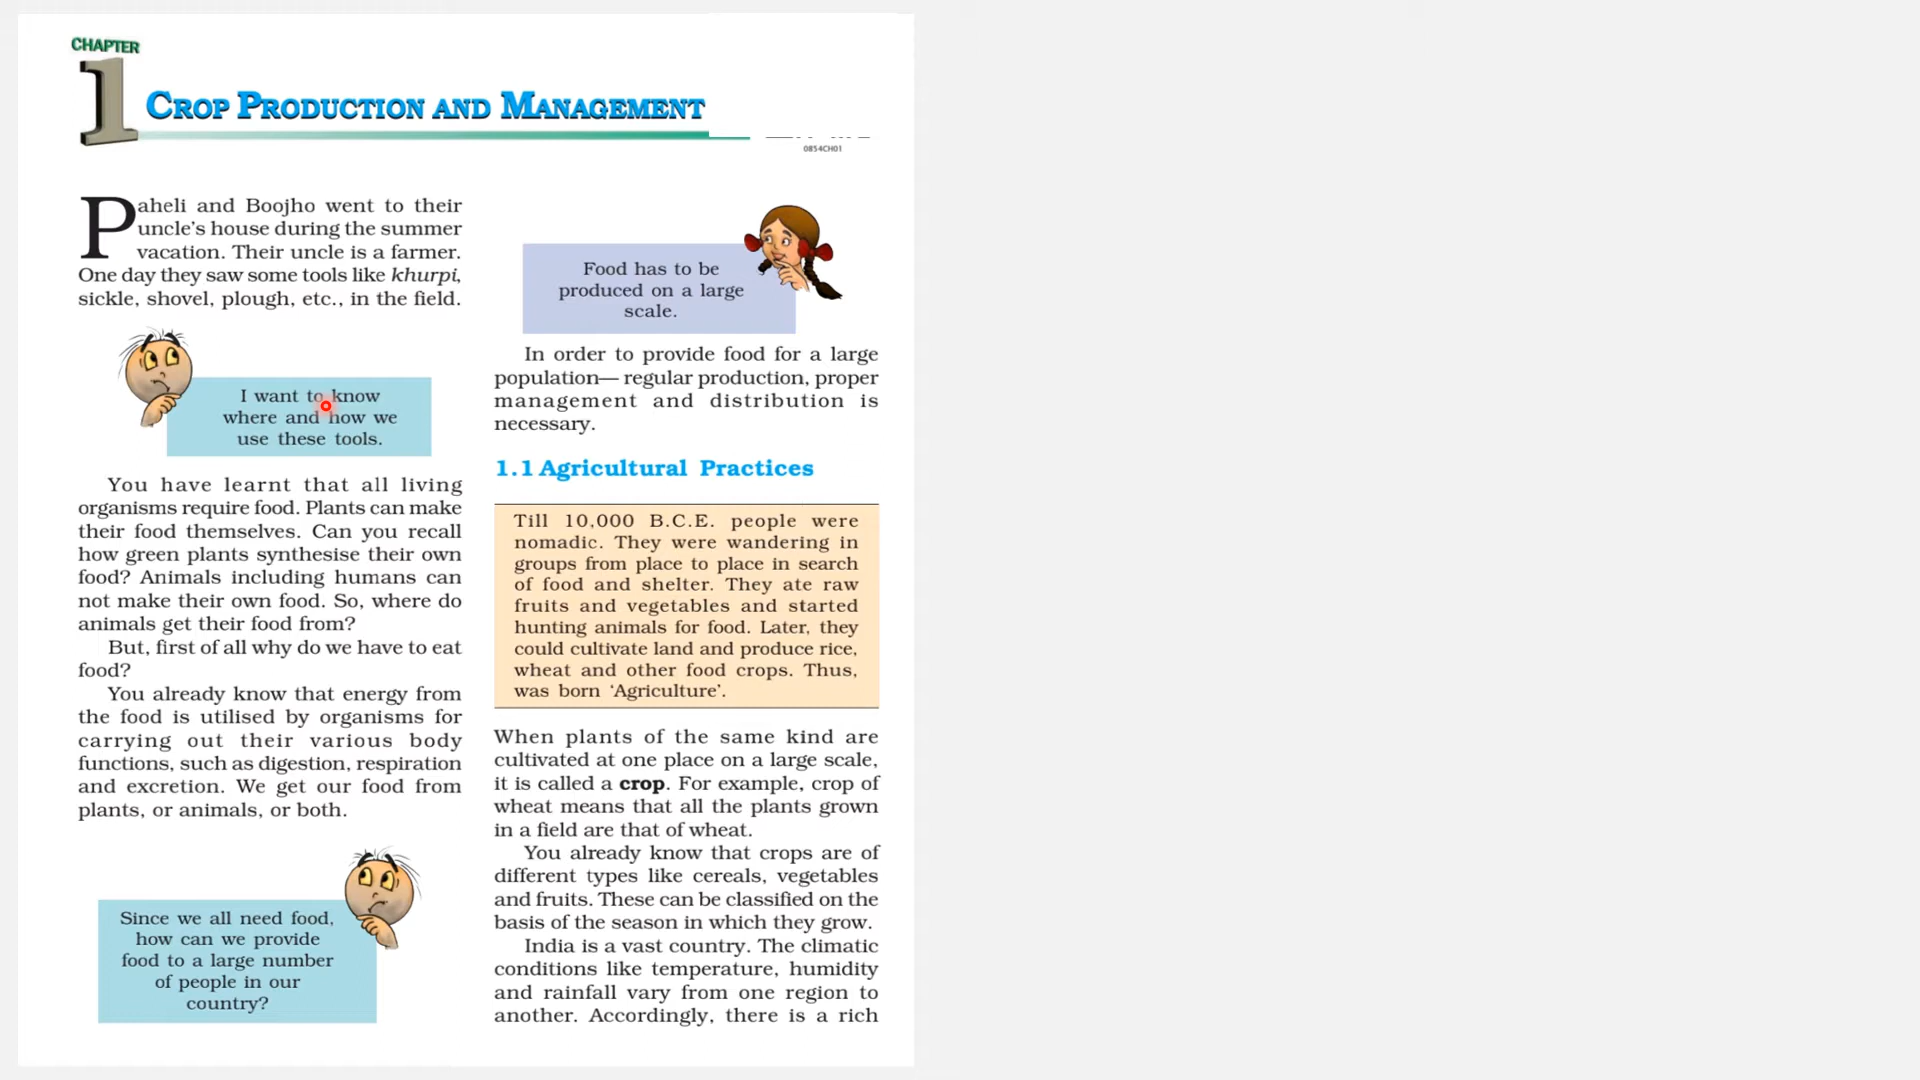 CHAPTER
1
CROP PRODUCTION AND MANAGEMENT
0854CH01
Paheli and Boojho went to their
uncle's house during the summer
vacation. Their uncle is a farmer.
One day they saw some tools like khurpi,
sickle, shovel, plough, etc., in the field.
I want to know
where and how we
use these tools.
You have learnt that all living
organisms require food. Plants can make
their food themselves. Can you recall
how green plants synthesise their own
food? Animals including humans can
not make their own food. So, where do
animals get their food from?
But, first of all why do we have to eat
food?
You already know that energy from
the food is utilised by organisms for
carrying out their various body
functions, such as digestion, respiration
and excretion. We get our food from
plants, or animals, or both.
Since we all need food,
how can we provide
food to a large number
of people in our
country?
Food has to be
produced on a large
scale.
In order to provide food for a large
population— regular production, proper
management and distribution is
necessary.
1.1 Agricultural Practices
Till 10,000 B.C.E. people were
nomadic. They were wandering in
groups from place to place in search
of food and shelter. They ate raw
fruits and vegetables and started
hunting animals for food. Later, they
could cultivate land and produce rice,
wheat and other food crops. Thus,
was born 'Agriculture'.
When plants of the same kind are
cultivated at one place on a large scale,
it is called a crop. For example, crop of
wheat means that all the plants grown
in a field are that of wheat.
You already know that crops are of
different types like cereals, vegetables
and fruits. These can be classified on the
basis of the season in which they grow.
India is a vast country. The climatic
conditions like temperature, humidity
and rainfall vary from one region to
another. Accordingly, there is a rich